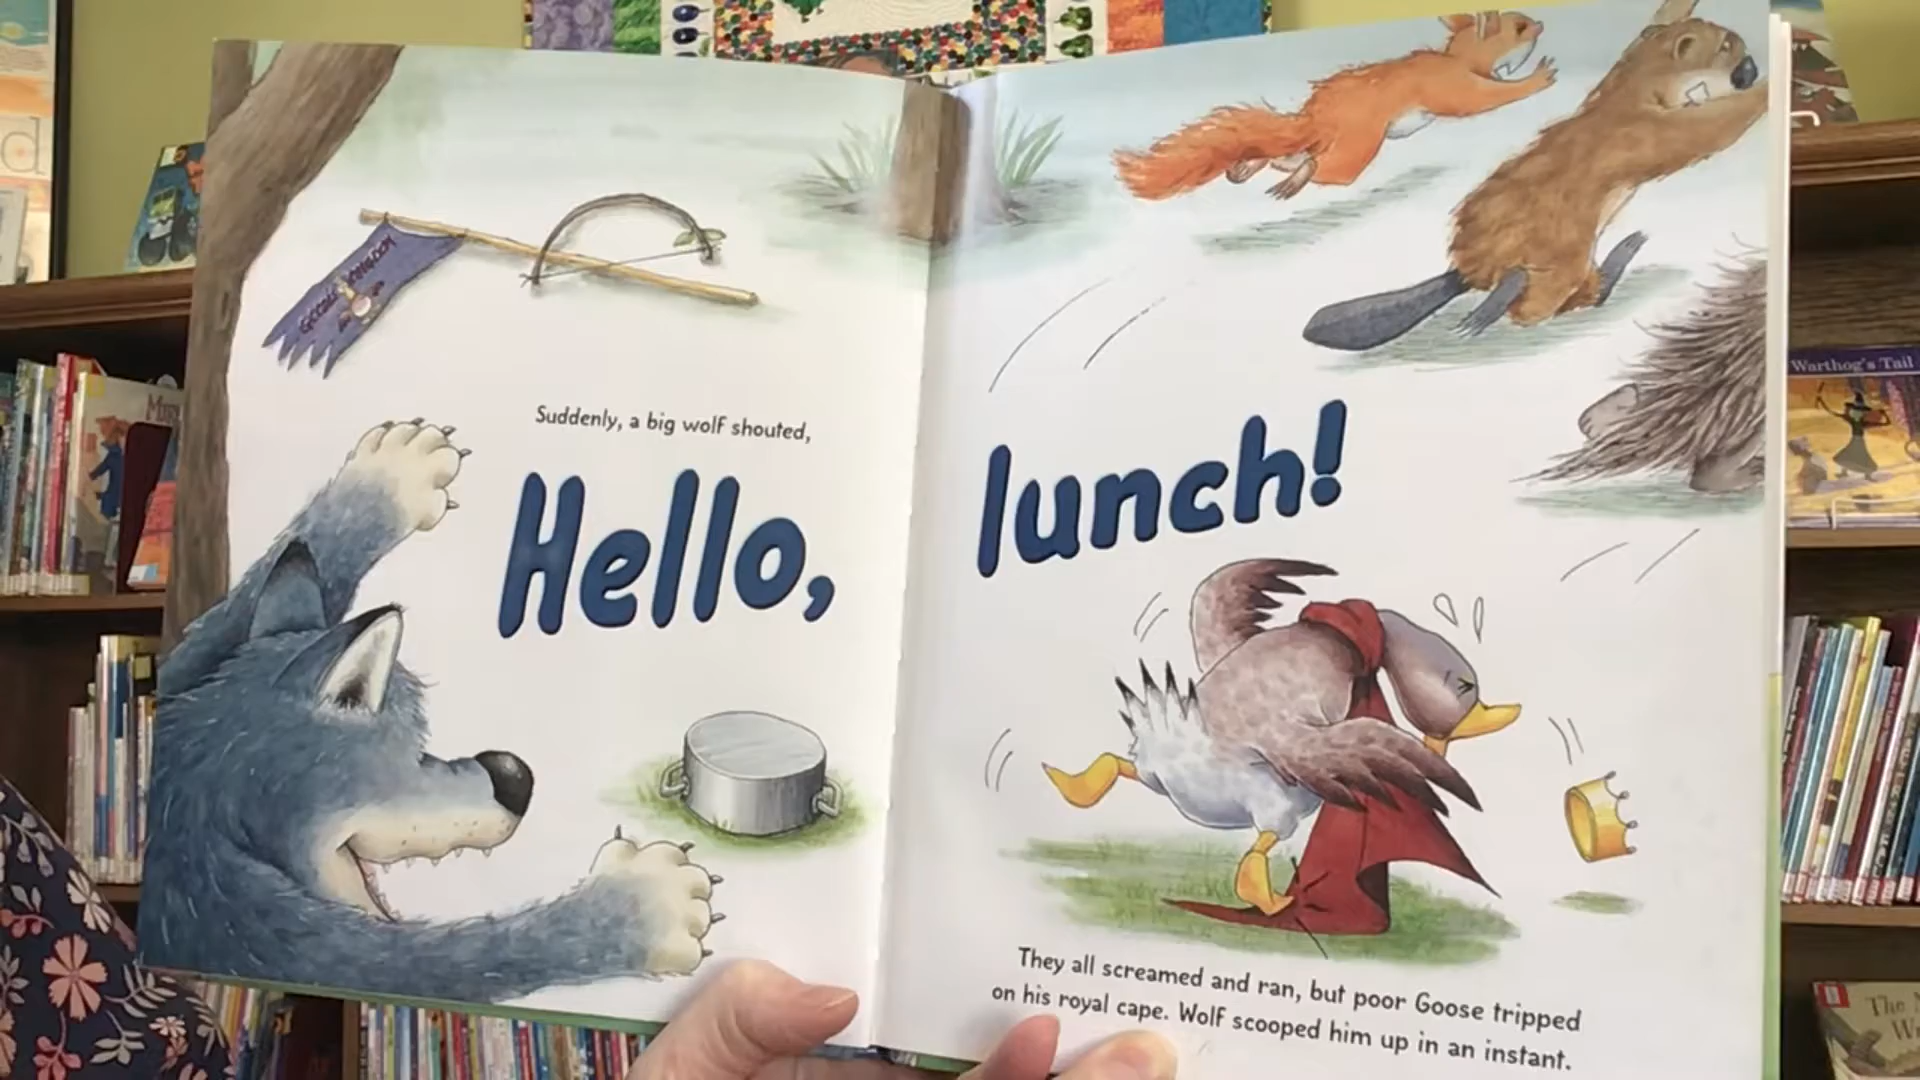 Suddenly, a big wolf shouted,
Hello,
lunch!
They all screamed and ran, but poor Goose tripped
on his royal cape. Wolf scooped him up in an instant.
Warthog's Tail
The